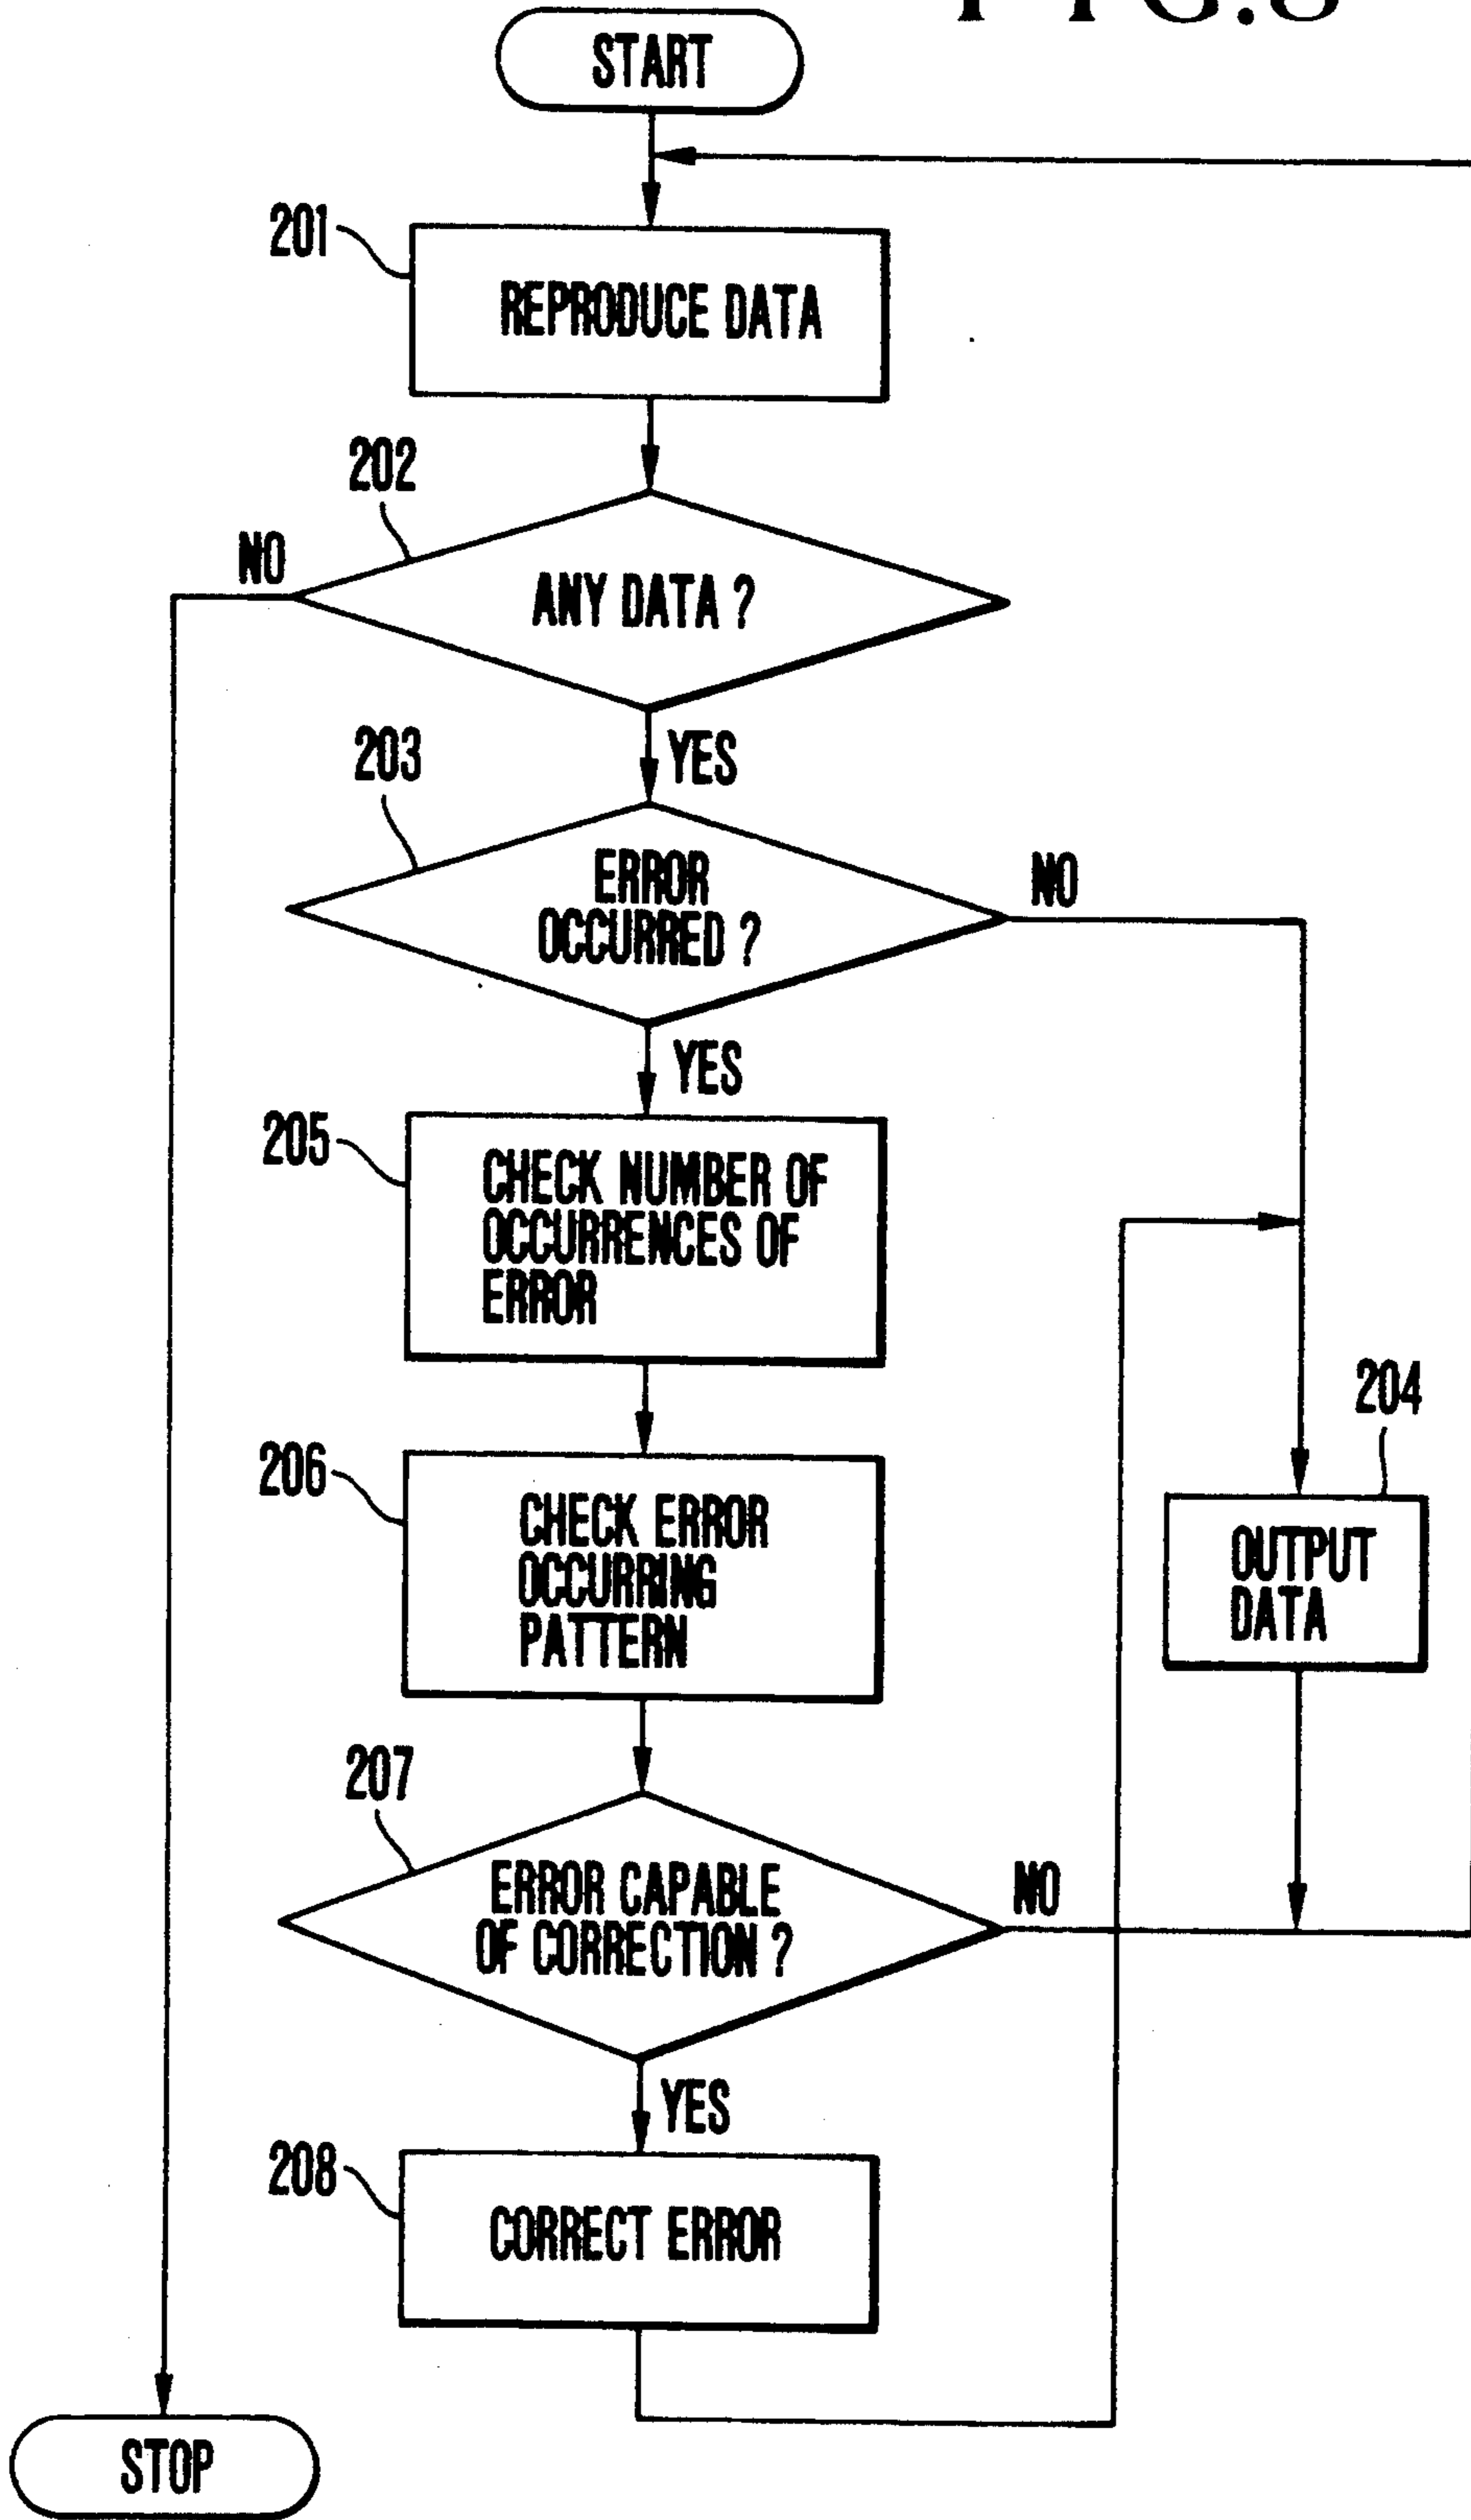 START
201
REPRODUCE DATA
202
NO
ANY DATA ?
YES
203
ERROR
OCCURRED ?
NO
YES
205
CHECK NUMBER OF
OCCURRENCES OF
ERROR
204
OUTPUT
DATA
206
CHECK ERROR
OCCURRING
PATTERN
207
ERROR CAPABLE
OF CORRECTION ?
NO
YES
208
CORRECT ERROR
STOP